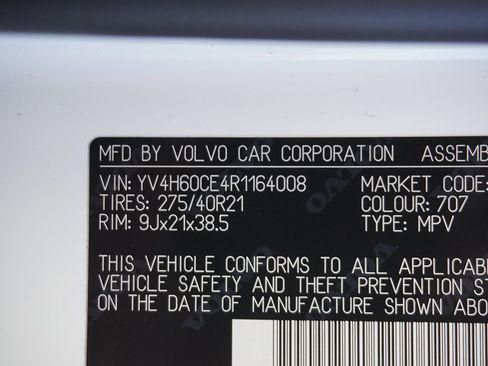 MFD BY VOLVO CAR CORPORATION ASSEMB
VIN: YV4H60CE4R1164008 MARKET CODE:
TIRES: 275/40R21 COLOUR: 707
RIM: 9Jx21x38.5 TYPE: MPV
THIS VEHICLE CONFORMS TO ALL APPLICAB
VEHICLE SAFETY AND THEFT PREVENTION ST
ON THE DATE OF MANUFACTURE SHOWN ABO